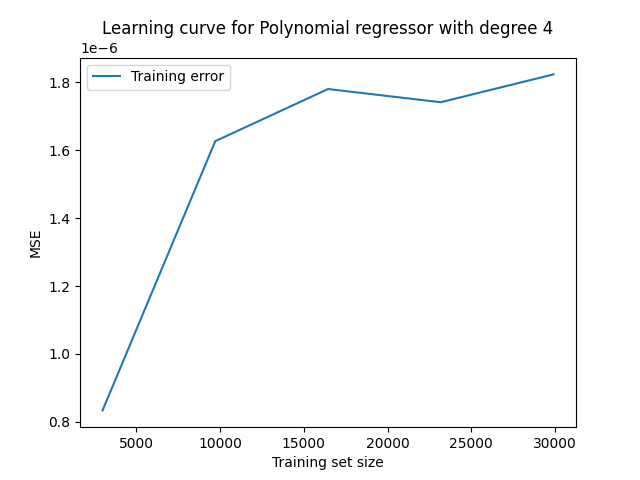 Learning curve for Polynomial regressor with degree 4
1e−6
Training error
1.8
1.6
1.4
1.2
1.0
0.8
MSE
5000 10000 15000 20000 25000 30000
Training set size